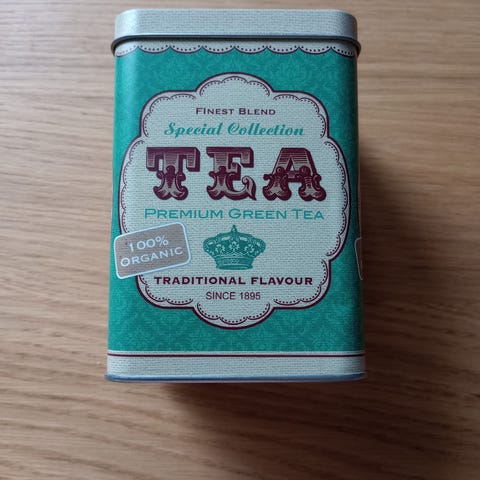 FINEST BLEND
Special Collection
TEA
PREMIUM GREEN TEA
100%
ORGANIC
TRADITIONAL FLAVOUR
SINCE 1895